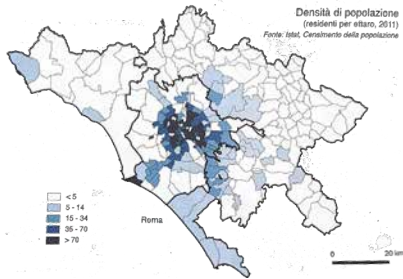 Densità di popolazione
(residenti per ettaro, 2011)
Fonte: Istat, Censimento della popolazione
< 5
5 - 14
15 - 34
35 - 70
> 70
Roma
0 20 km